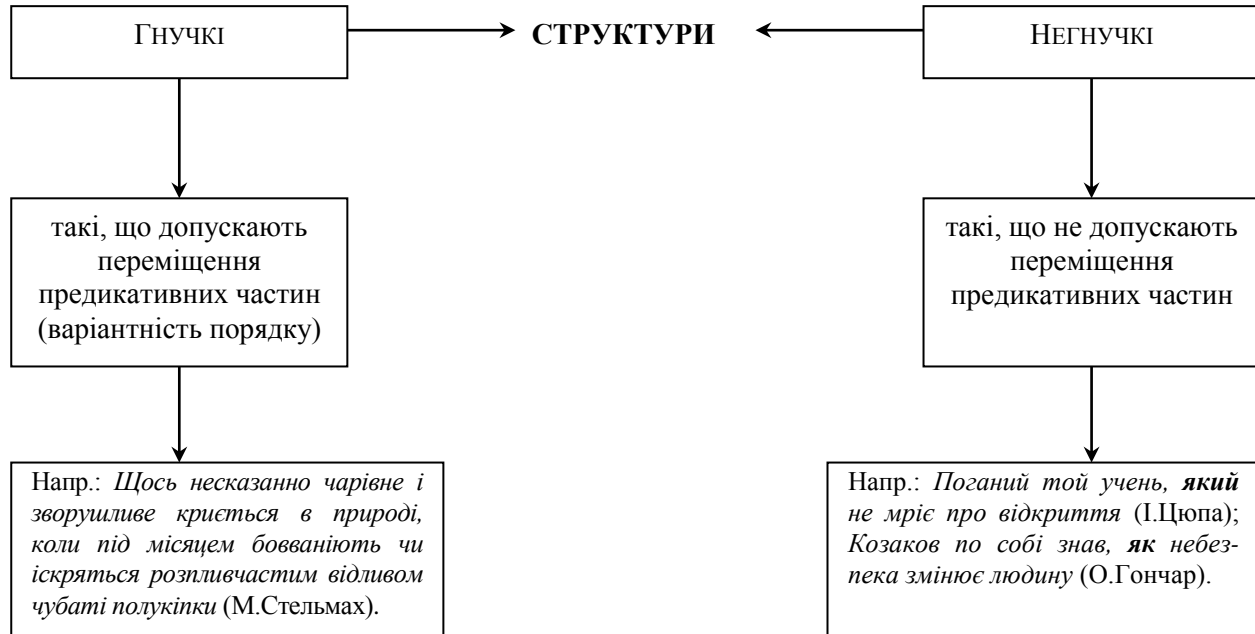 ГНУЧКІ
СТРУКТУРИ
НЕГНУЧКІ
такі, що допускають
переміщення
предикативних частин
(варіантність порядку)
такі, що не допускають
переміщення
предикативних частин
Напр.: Щось несказанно чарівне і
зворушливе криється в природі,
коли під місяцем бовваніють чи
іскряться розпливчастим відливом
чубаті полукіпки (М.Стельмах).
Напр.: Поганий той учень, який
не мріє про відкриття (І.Цюпа);
Козаков по собі знав, як небез-
пека змінює людину (О.Гончар).